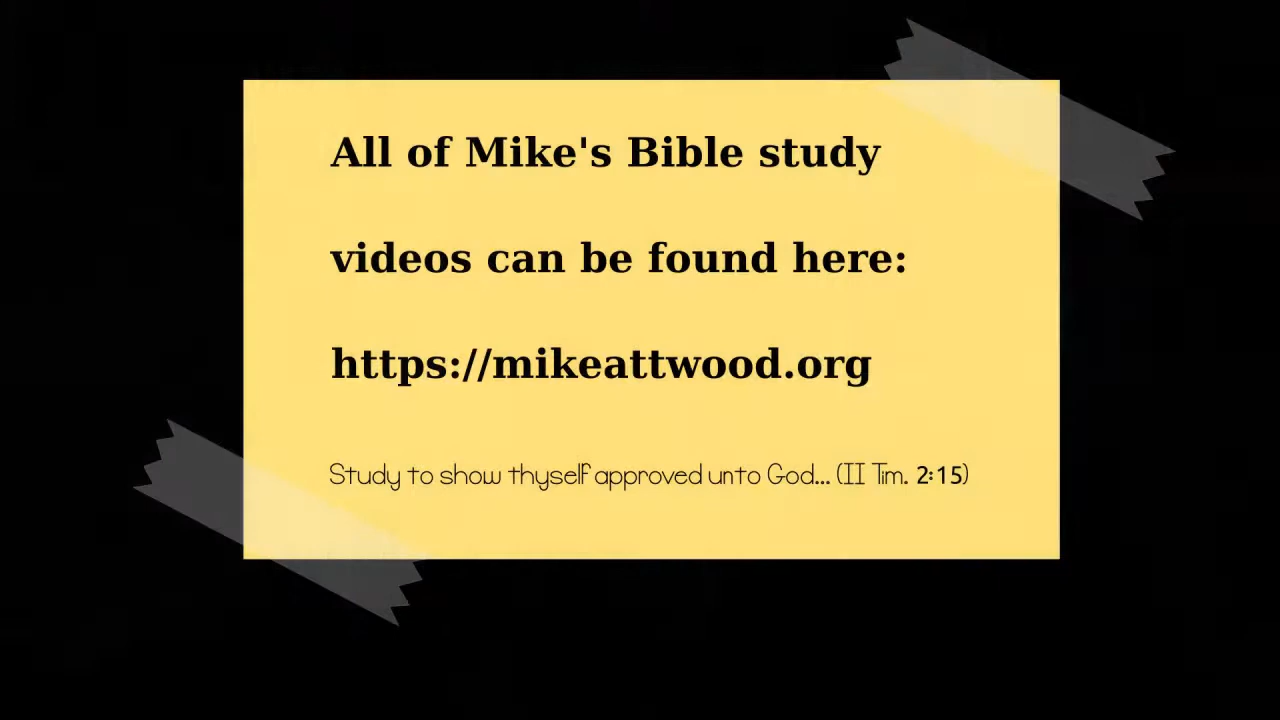 All of Mike's Bible study
videos can be found here:
https://mikeattwood.org
Study to show thyself approved unto God... (II Tim. 2:15)